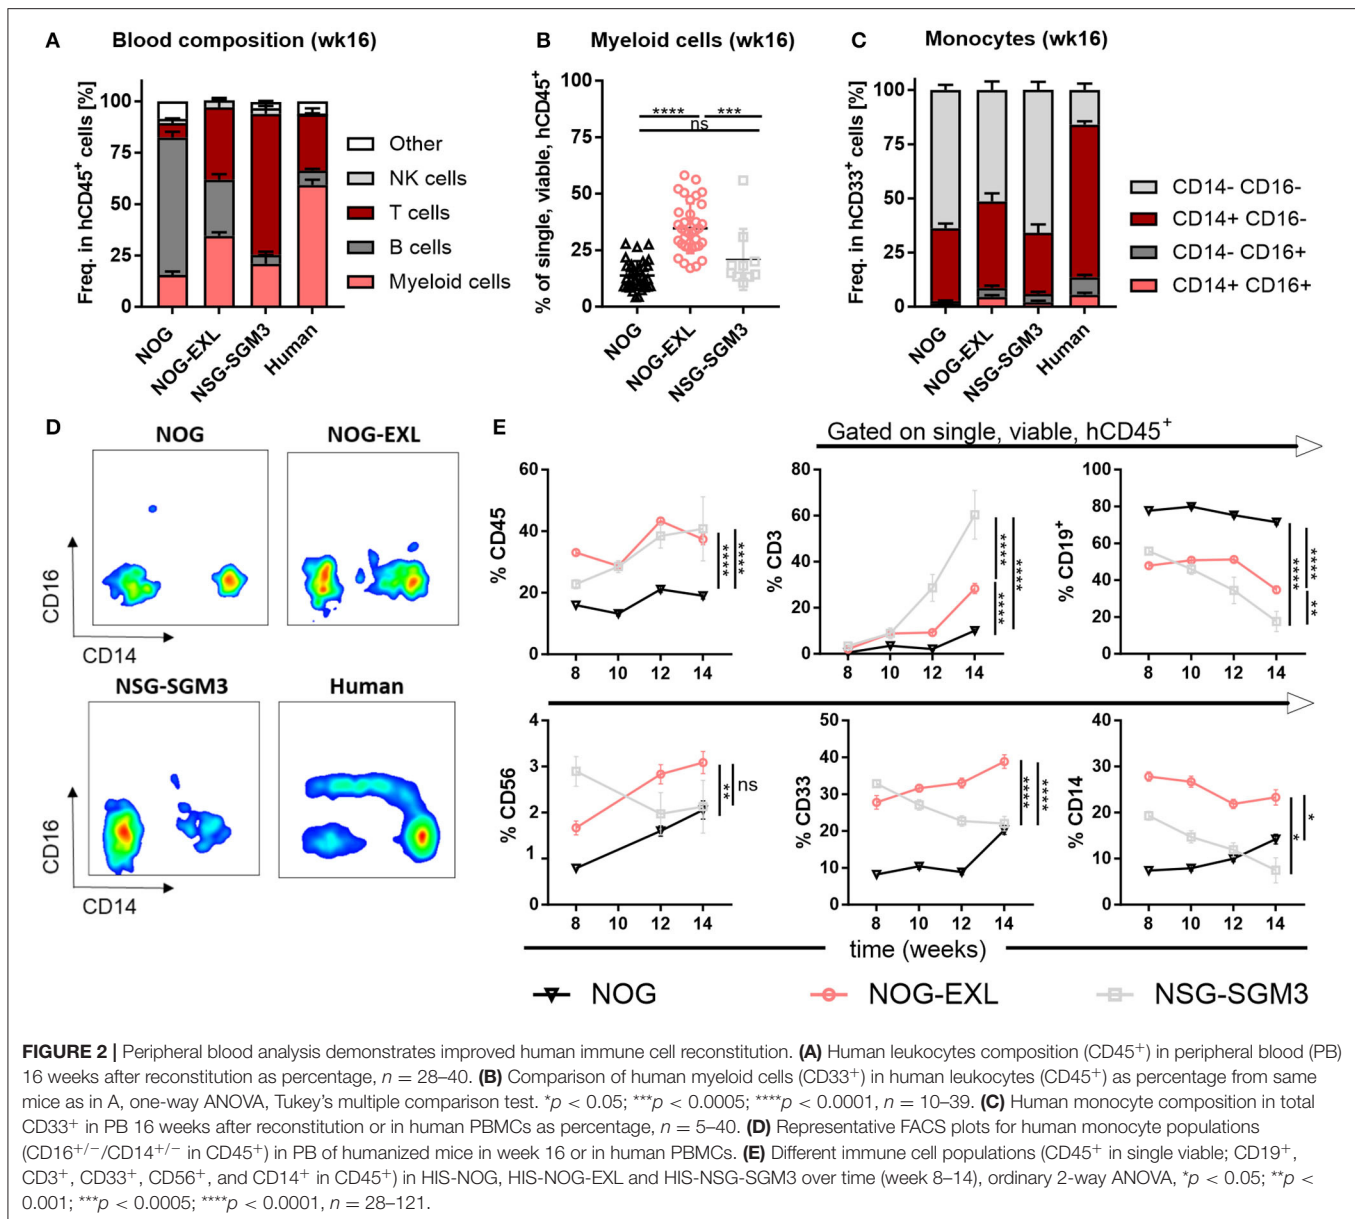 A Blood composition (wk16)
Freq. in hCD45+ cells [%]
100
75
50
25
0
NOG
NOG-EXL
NSG-SGM3
Human
Other
NK cells
T cells
B cells
Myeloid cells
B Myeloid cells (wk16)
% of single, viable, hCD45+
100
75
50
25
0
**** ***
ns
NOG
NOG-EXL
NSG-SGM3
C Monocytes (wk16)
Freq. in hCD33+ cells [%]
100
75
50
25
0
NOG
NOG-EXL
NSG-SGM3
Human
CD14- CD16-
CD14+ CD16-
CD14- CD16+
CD14+ CD16+
D
NOG
NOG-EXL
CD16
CD14
NSG-SGM3
Human
CD16
CD14
E
Gated on single, viable, hCD45+
% CD45
60
40
20
0
8 10 12 14
****
****
% CD3
80
60
40
20
0
8 10 12 14
****
****
****
% CD19+
100
80
60
40
20
0
8 10 12 14
****
****
**
% CD56
4
3
2
1
0
8 10 12 14
**
ns
% CD33
50
40
30
20
10
0
8 10 12 14
****
****
% CD14
40
30
20
10
0
8 10 12 14
*
*
time (weeks)
NOG
NOG-EXL
NSG-SGM3
FIGURE 2 | Peripheral blood analysis demonstrates improved human immune cell reconstitution. (A) Human leukocytes composition (CD45+) in peripheral blood (PB)
16 weeks after reconstitution as percentage, n = 28–40. (B) Comparison of human myeloid cells (CD33+) in human leukocytes (CD45+) as percentage from same
mice as in A, one-way ANOVA, Tukey's multiple comparison test. *p < 0.05; ***p < 0.0005; ****p < 0.0001, n = 10–39. (C) Human monocyte composition in total
CD33+ in PB 16 weeks after reconstitution or in human PBMCs as percentage, n = 5–40. (D) Representative FACS plots for human monocyte populations
(CD16+/−/CD14+/− in CD45+) in PB of humanized mice in week 16 or in human PBMCs. (E) Different immune cell populations (CD45+ in single viable; CD19+,
CD3+, CD33+, CD56+, and CD14+ in CD45+) in HIS-NOG, HIS-NOG-EXL and HIS-NSG-SGM3 over time (week 8–14), ordinary 2-way ANOVA, *p < 0.05; **p <
0.001; ***p < 0.0005; ****p < 0.0001, n = 28–121.